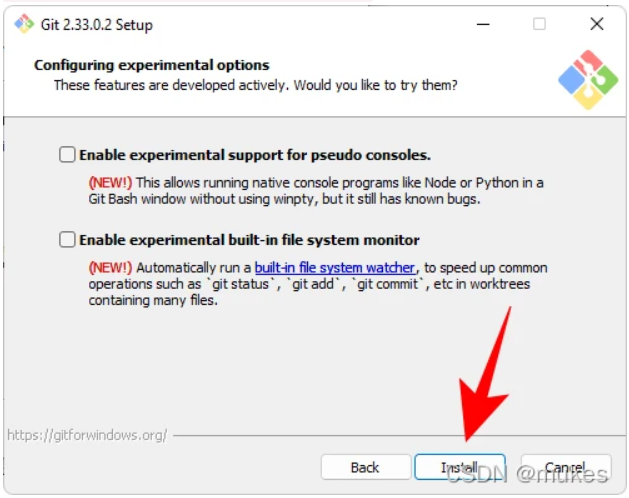 Git 2.33.0.2 Setup
Configuring experimental options
These features are developed actively. Would you like to try them?
Enable experimental support for pseudo consoles.
(NEW!) This allows running native console programs like Node or Python in a
Git Bash window without using winpty, but it still has known bugs.
Enable experimental built-in file system monitor
(NEW!) Automatically run a built-in file system watcher, to speed up common
operations such as `git status`, `git add`, `git commit`, etc in worktrees
containing many files.
https://gitforwindows.org/
Back Install Cancel
CSDN @mukes